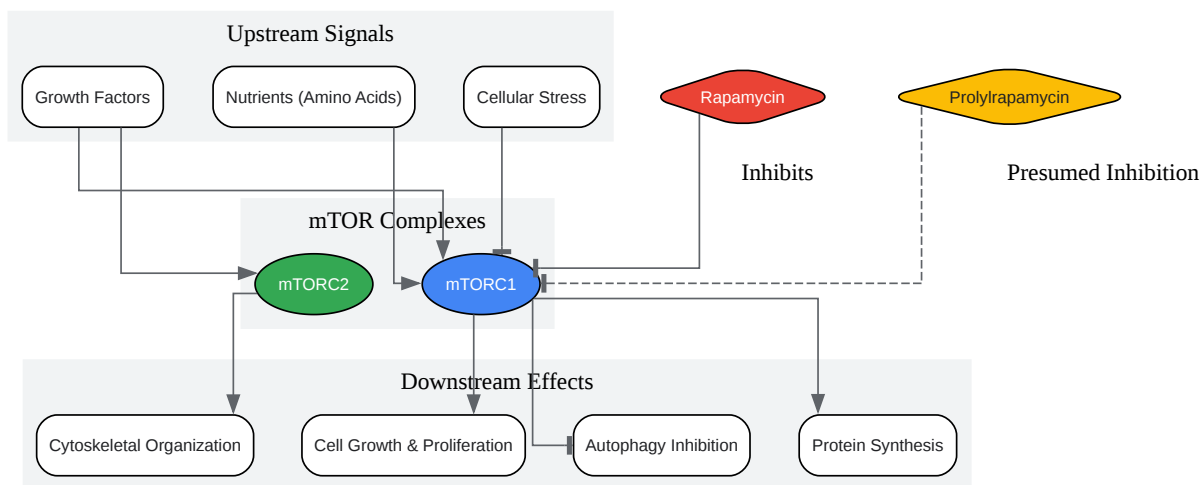 Upstream Signals
Growth Factors
Nutrients (Amino Acids)
Cellular Stress
Rapamycin
Prolylrapamycin
Inhibits
Presumed Inhibition
mTOR Complexes
mTORC2
mTORC1
Downstream Effects
Cytoskeletal Organization
Cell Growth & Proliferation
Autophagy Inhibition
Protein Synthesis